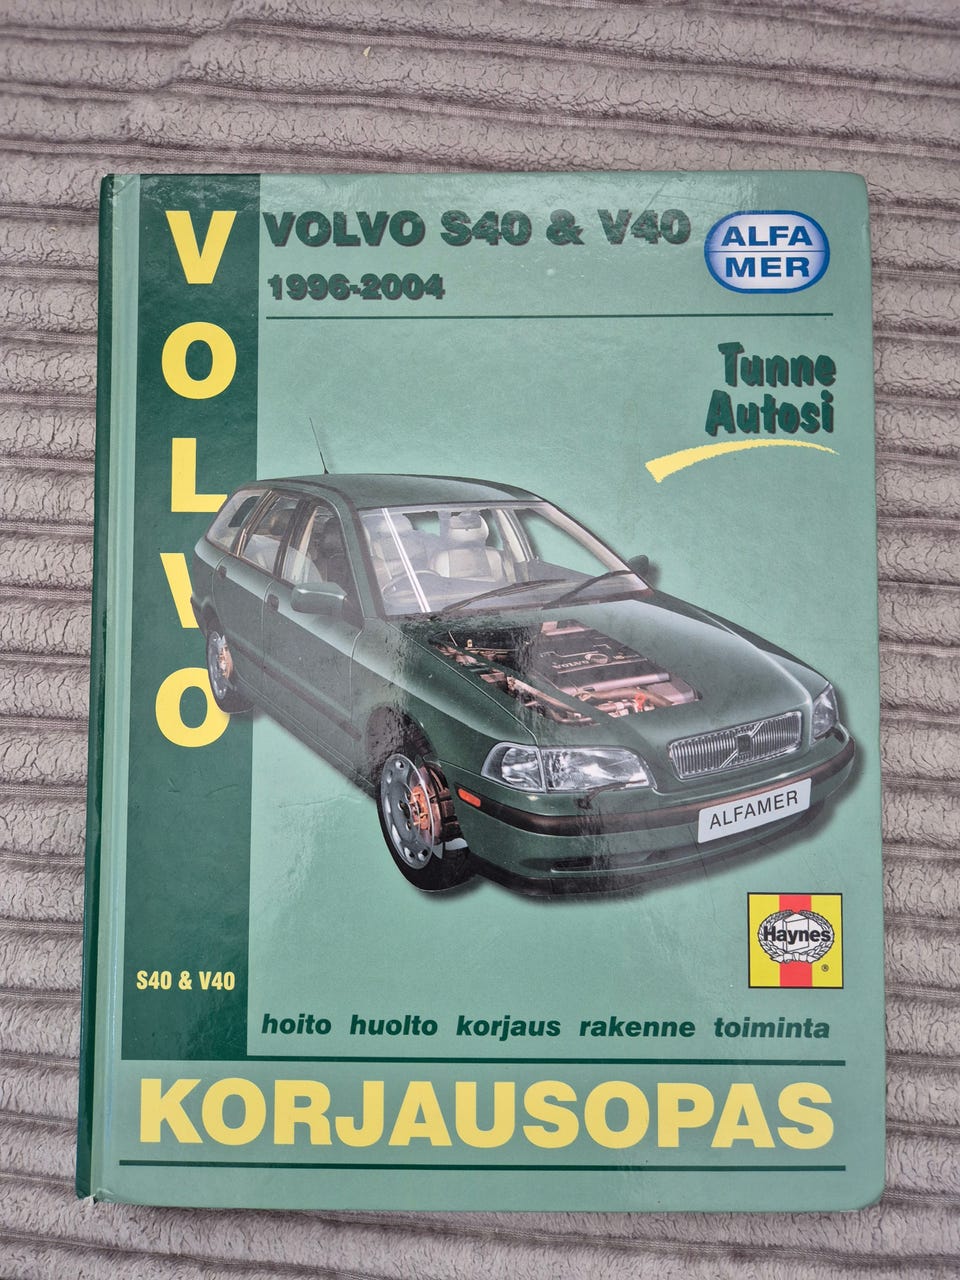 VOLVO
VOLVO S40 & V40
1996-2004
ALFA
MER
Tunne
Autosi
VOLVO
ALFAMER
Haynes
®
S40 & V40
hoito huolto korjaus rakenne toiminta
KORJAUSOPAS